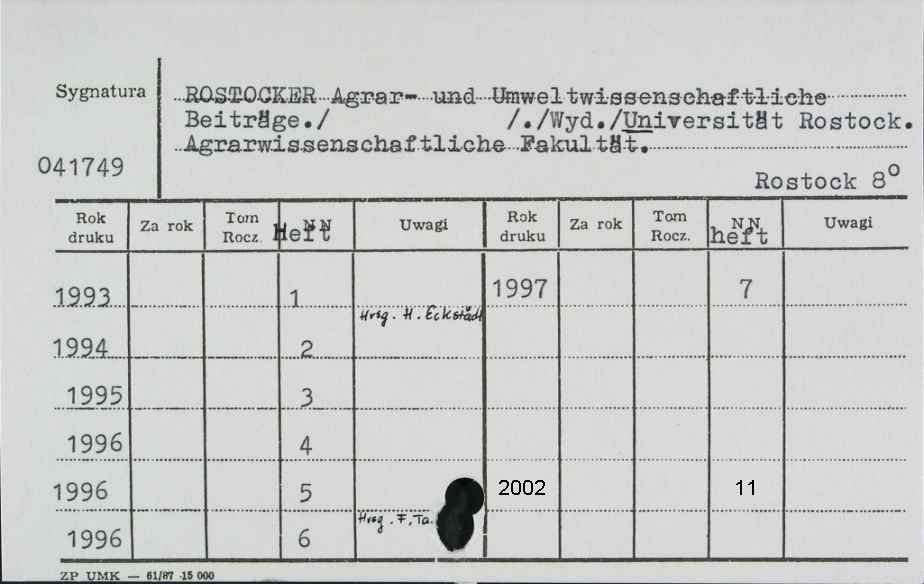 Sygnatura
ROSTOCKER Agrar- und Umweltwissenschaftliche
Beiträge./ /./Wyd./Universität Rostock.
Agrarwissenschaftliche Fakultät.
041749
Rostock 8°
Rok druku Za rok Tom Rocz. NN Heft Uwagi Rok druku Za rok Tom Rocz. NN heft Uwagi
1993 1 1997 7
Hrsg. H. Eckstädt
1994 2
1995 3
1996 4
1996 5 2002 11
Hrsg. F. Ta
1996 6
ZP UMK — 61/87 ·15 000